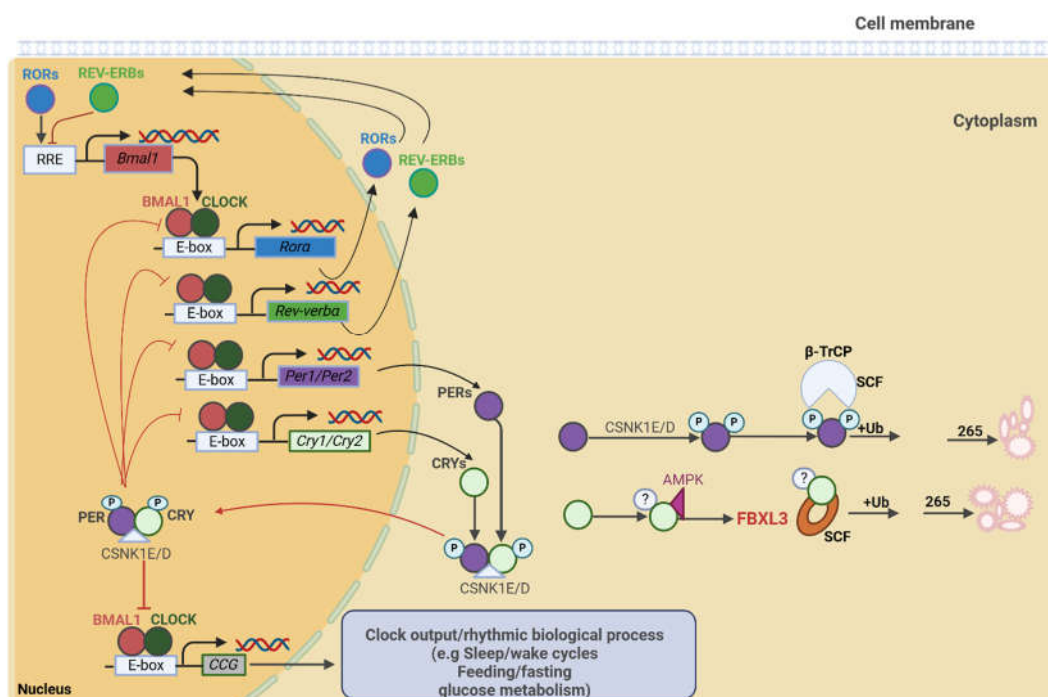 Cell membrane
RORs
REV-ERBs
Cytoplasm
RRE
Bmal1
RORs
REV-ERBs
BMAL1 CLOCK
E-box
Rora
E-box
Rev-verba
E-box
Per1/Per2
PERs
E-box
Cry1/Cry2
CRYs
β-TrCP
SCF
P P
P P
CSNK1E/D
+Ub
265
?
AMPK
FBXL3
?
SCF
+Ub
265
P P
PER
CRY
CSNK1E/D
P P
CSNK1E/D
BMAL1 CLOCK
E-box
CCG
Clock output/rhythmic biological process
(e.g Sleep/wake cycles
Feeding/fasting
glucose metabolism)
Nucleus